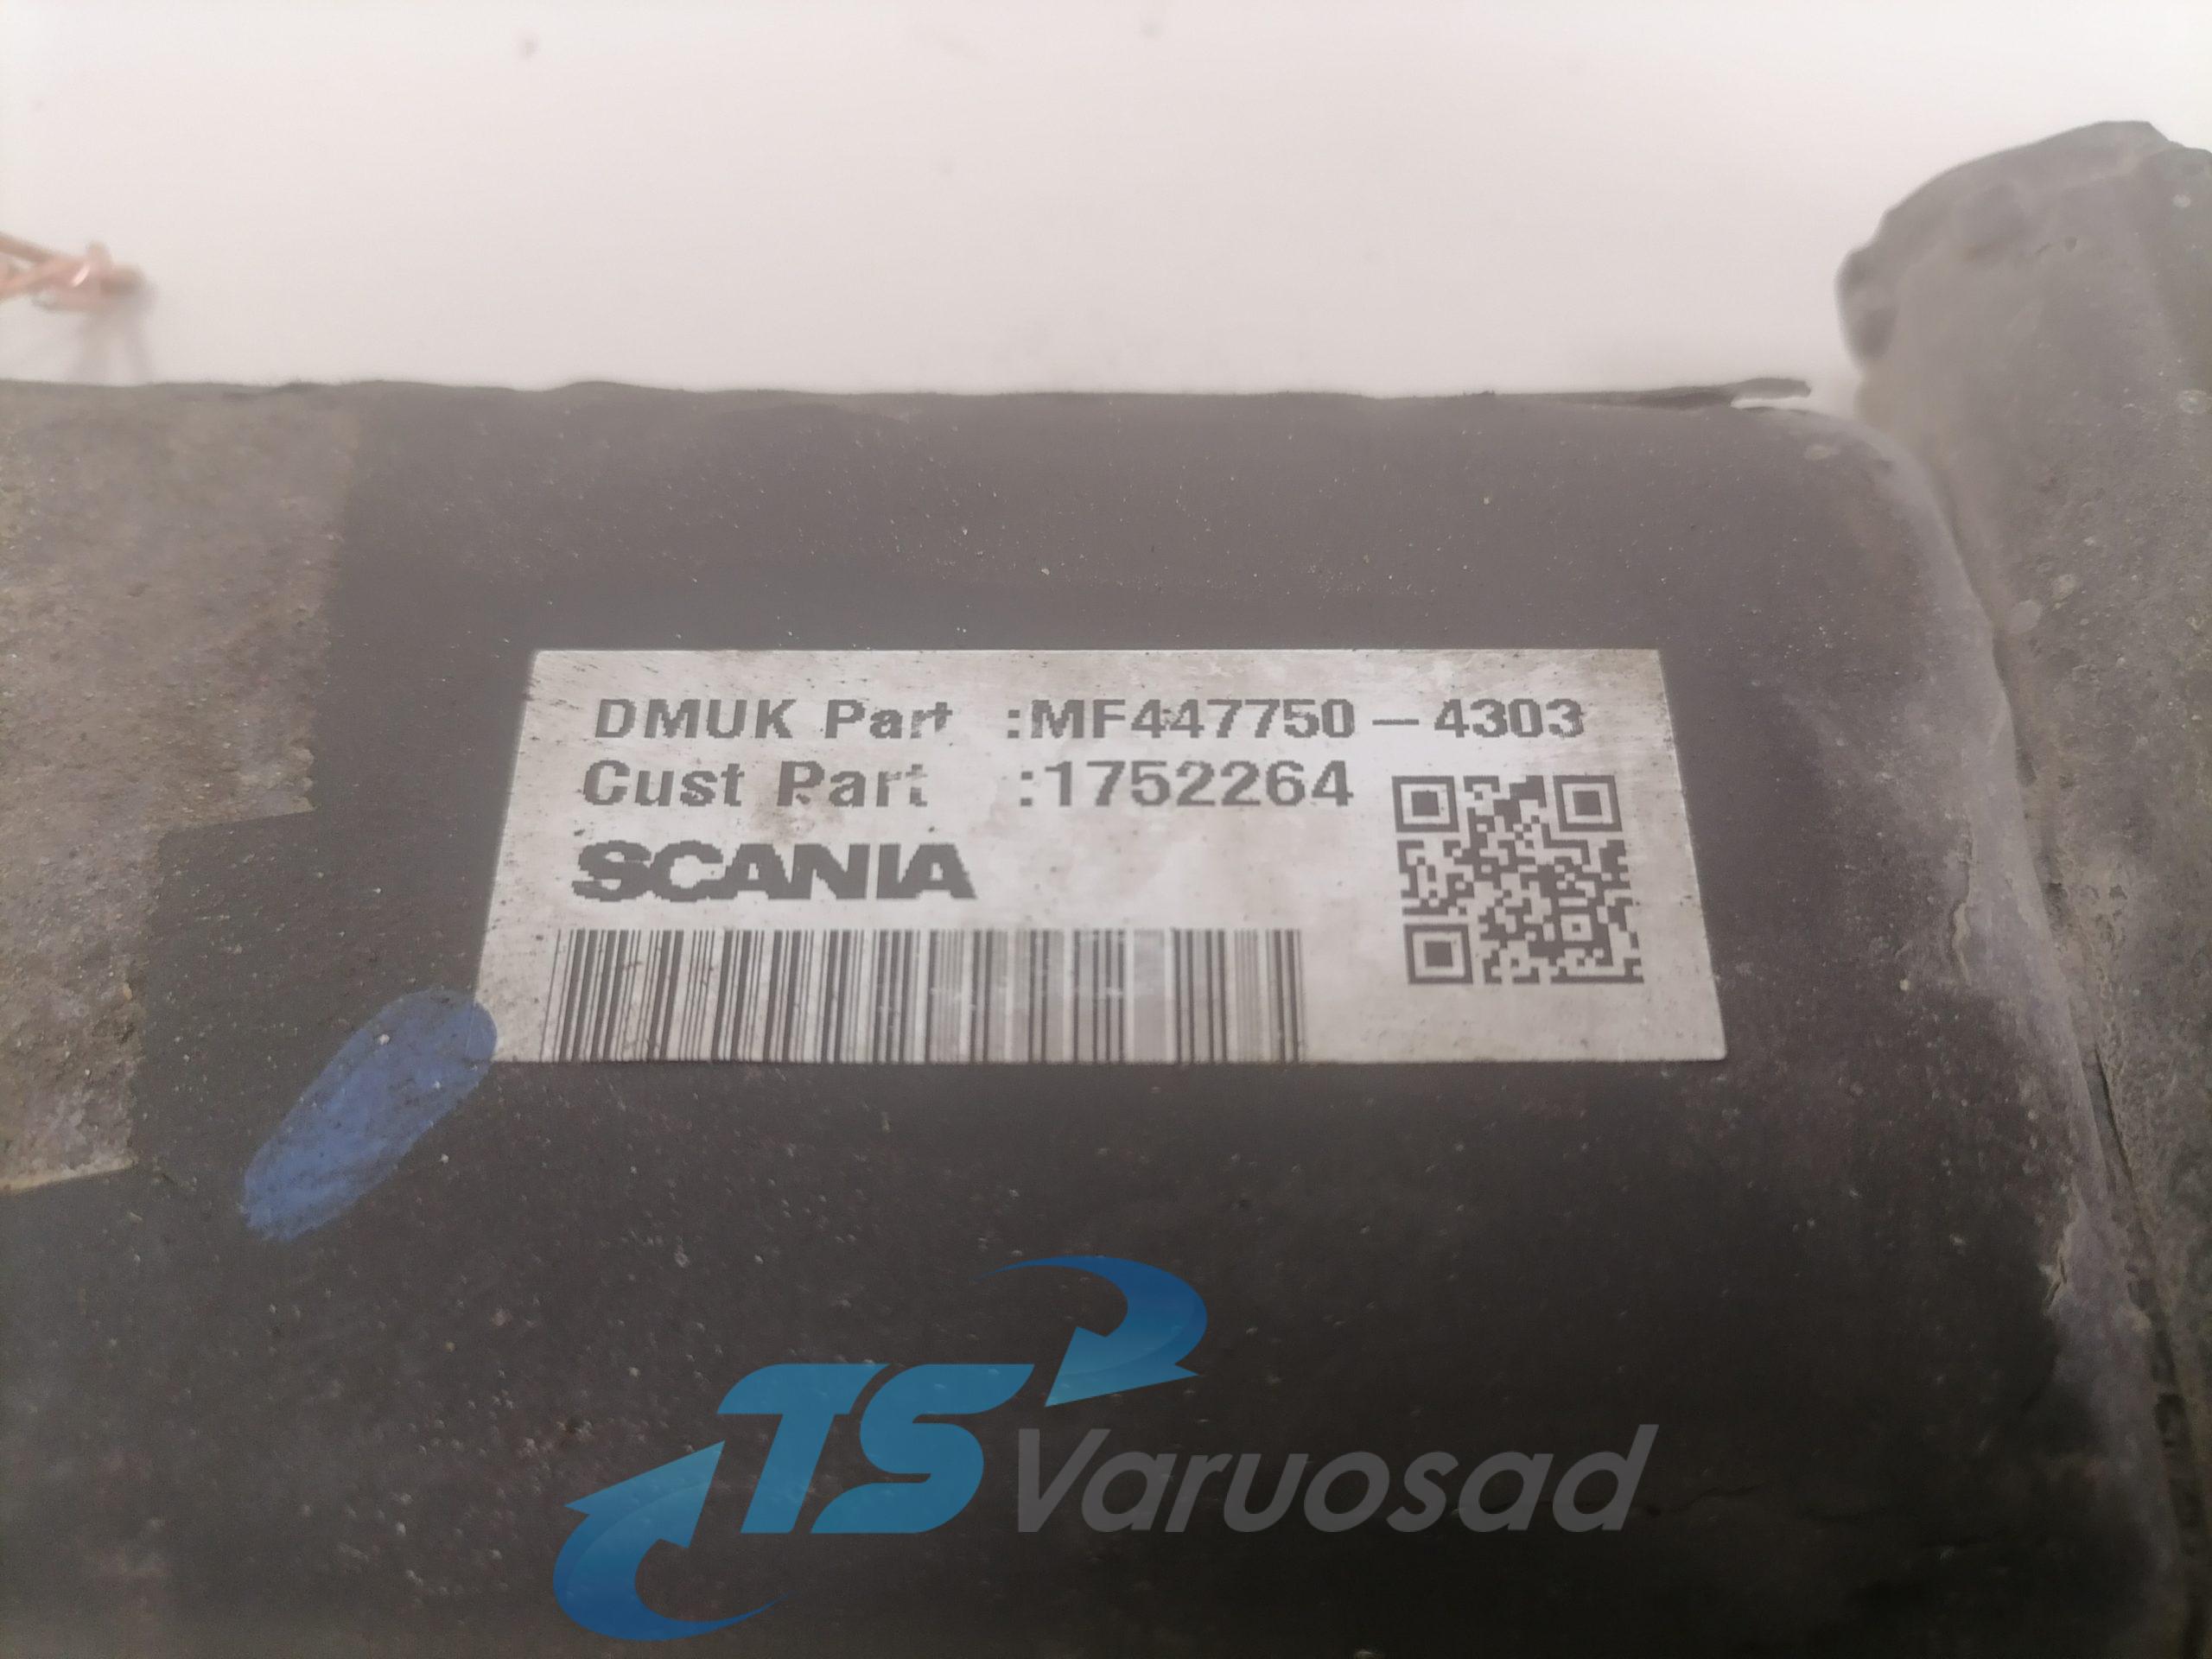 DMUK Part :MF447750-4303
Cust Part :1752264
SCANIA
TS Varuosad